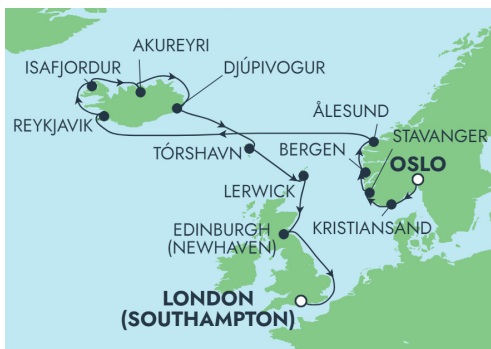 AKUREYRI
ISAFJORDUR
DJÚPIVOGUR
ÅLESUND
REYKJAVIK
STAVANGER
TÓRSHAVN
BERGEN
OSLO
LERWICK
KRISTIANSAND
EDINBURGH
(NEWHAVEN)
LONDON
(SOUTHAMPTON)